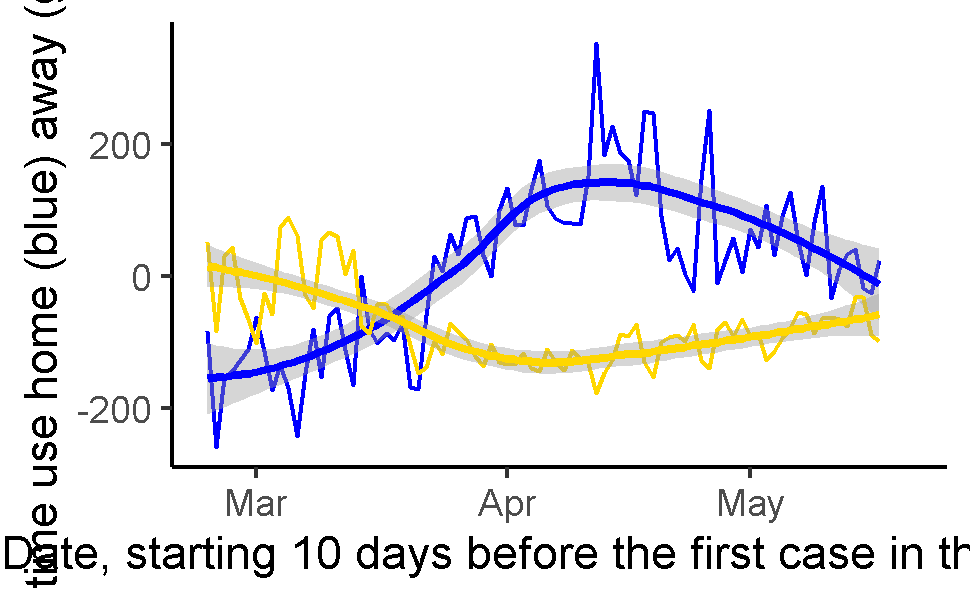 time use home (blue) away (
200
0
-200
Mar Apr May
Date, starting 10 days before the first case in th